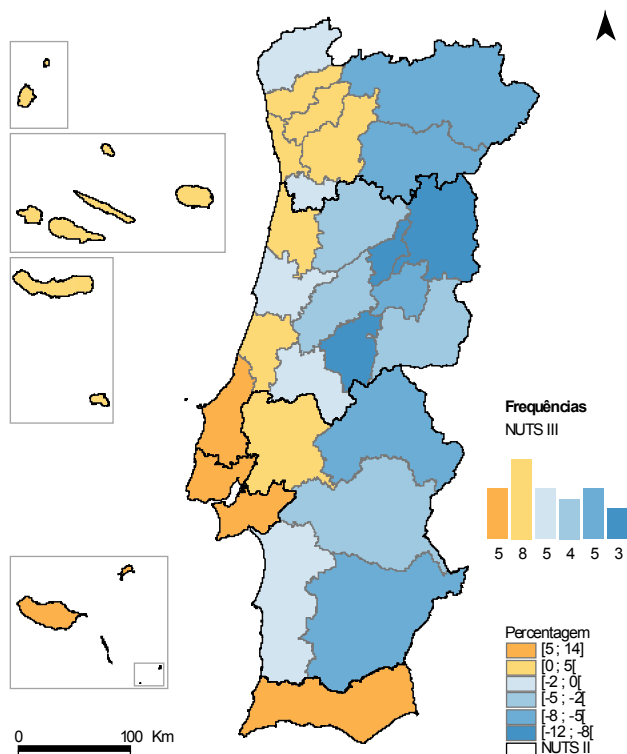 Frequências
NUTS III
5 8 5 4 5 3
Percentagem
[5 ; 14]
[0 ; 5[
[-2 ; 0[
[-5 ; -2[
[-8 ; -5[
[-12 ; -8[
NUTS II
0 100 Km